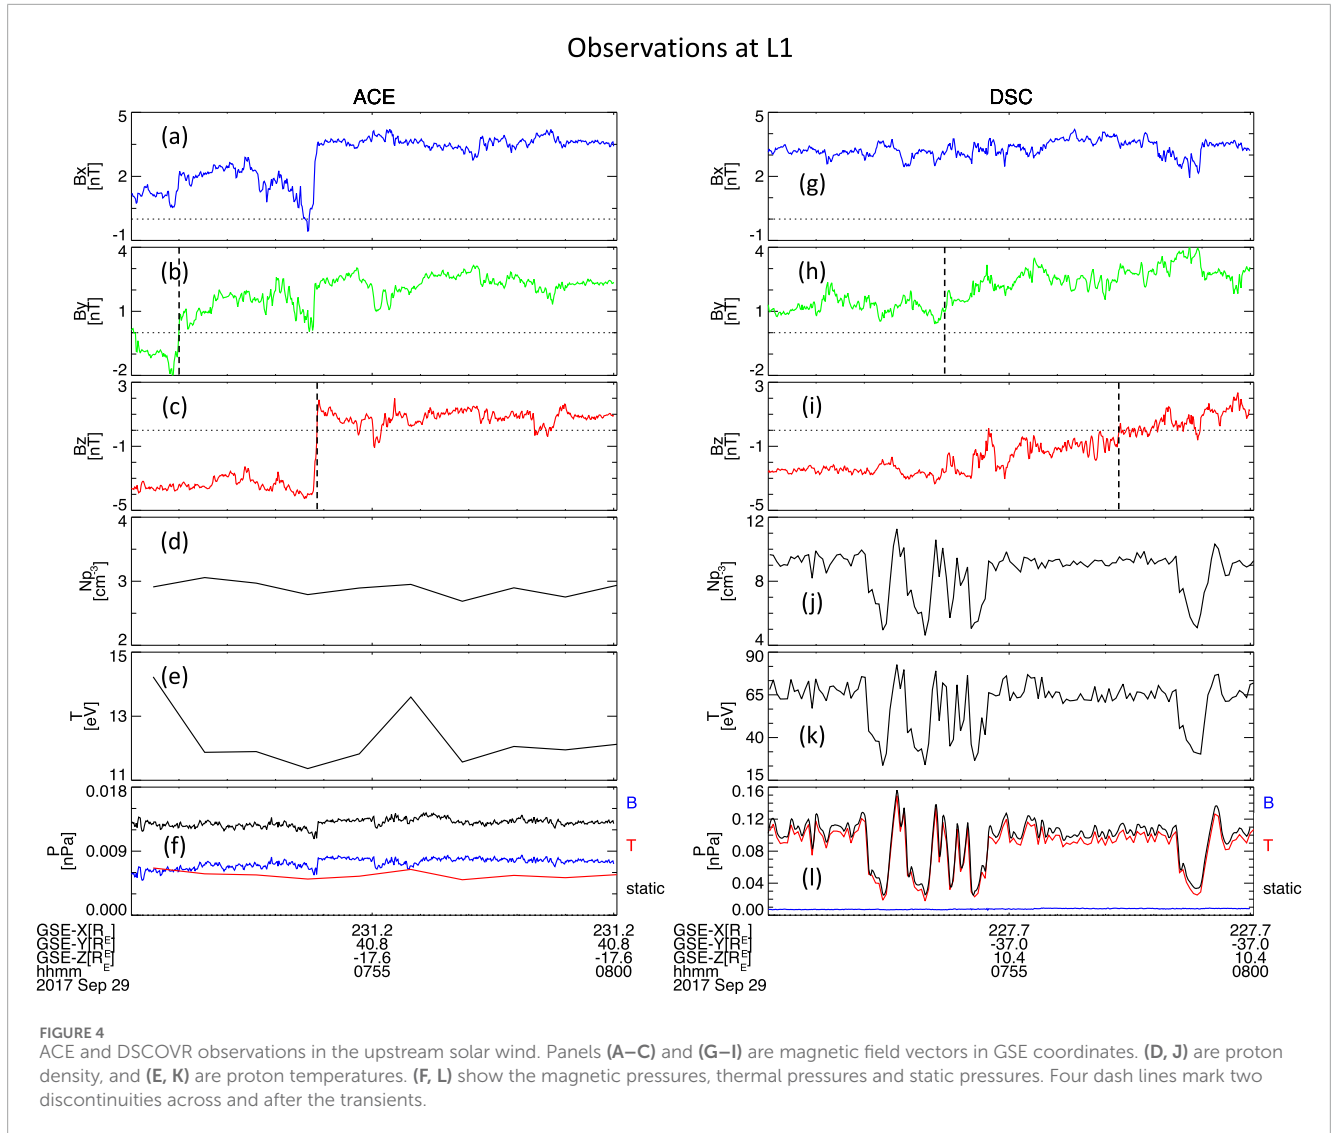 Observations at L1
ACE
(a)
5
2
-1
Bx
[nT]
(b)
4
1
-2
By
[nT]
(c)
3
-1
-5
Bz
[nT]
(d)
4
3
2
Np
[cm-3]
(e)
15
13
11
T
[eV]
(f)
0.018
0.009
0.000
P
[nPa]
B
T
static
GSE-X[RE] 231.2 231.2
GSE-Y[RE] 40.8 40.8
GSE-Z[RE] -17.6 -17.6
hhmm 0755 0800
2017 Sep 29
DSC
(g)
5
2
-1
Bx
[nT]
(h)
4
1
-2
By
[nT]
(i)
3
-1
-5
Bz
[nT]
(j)
12
8
4
Np
[cm-3]
(k)
90
65
40
15
T
[eV]
(l)
0.16
0.12
0.08
0.04
0.00
P
[nPa]
B
T
static
GSE-X[RE] 227.7 227.7
GSE-Y[RE] -37.0 -37.0
GSE-Z[RE] 10.4 10.4
hhmm 0755 0800
2017 Sep 29
FIGURE 4
ACE and DSCOVR observations in the upstream solar wind. Panels (A–C) and (G–I) are magnetic field vectors in GSE coordinates. (D, J) are proton
density, and (E, K) are proton temperatures. (F, L) show the magnetic pressures, thermal pressures and static pressures. Four dash lines mark two
discontinuities across and after the transients.